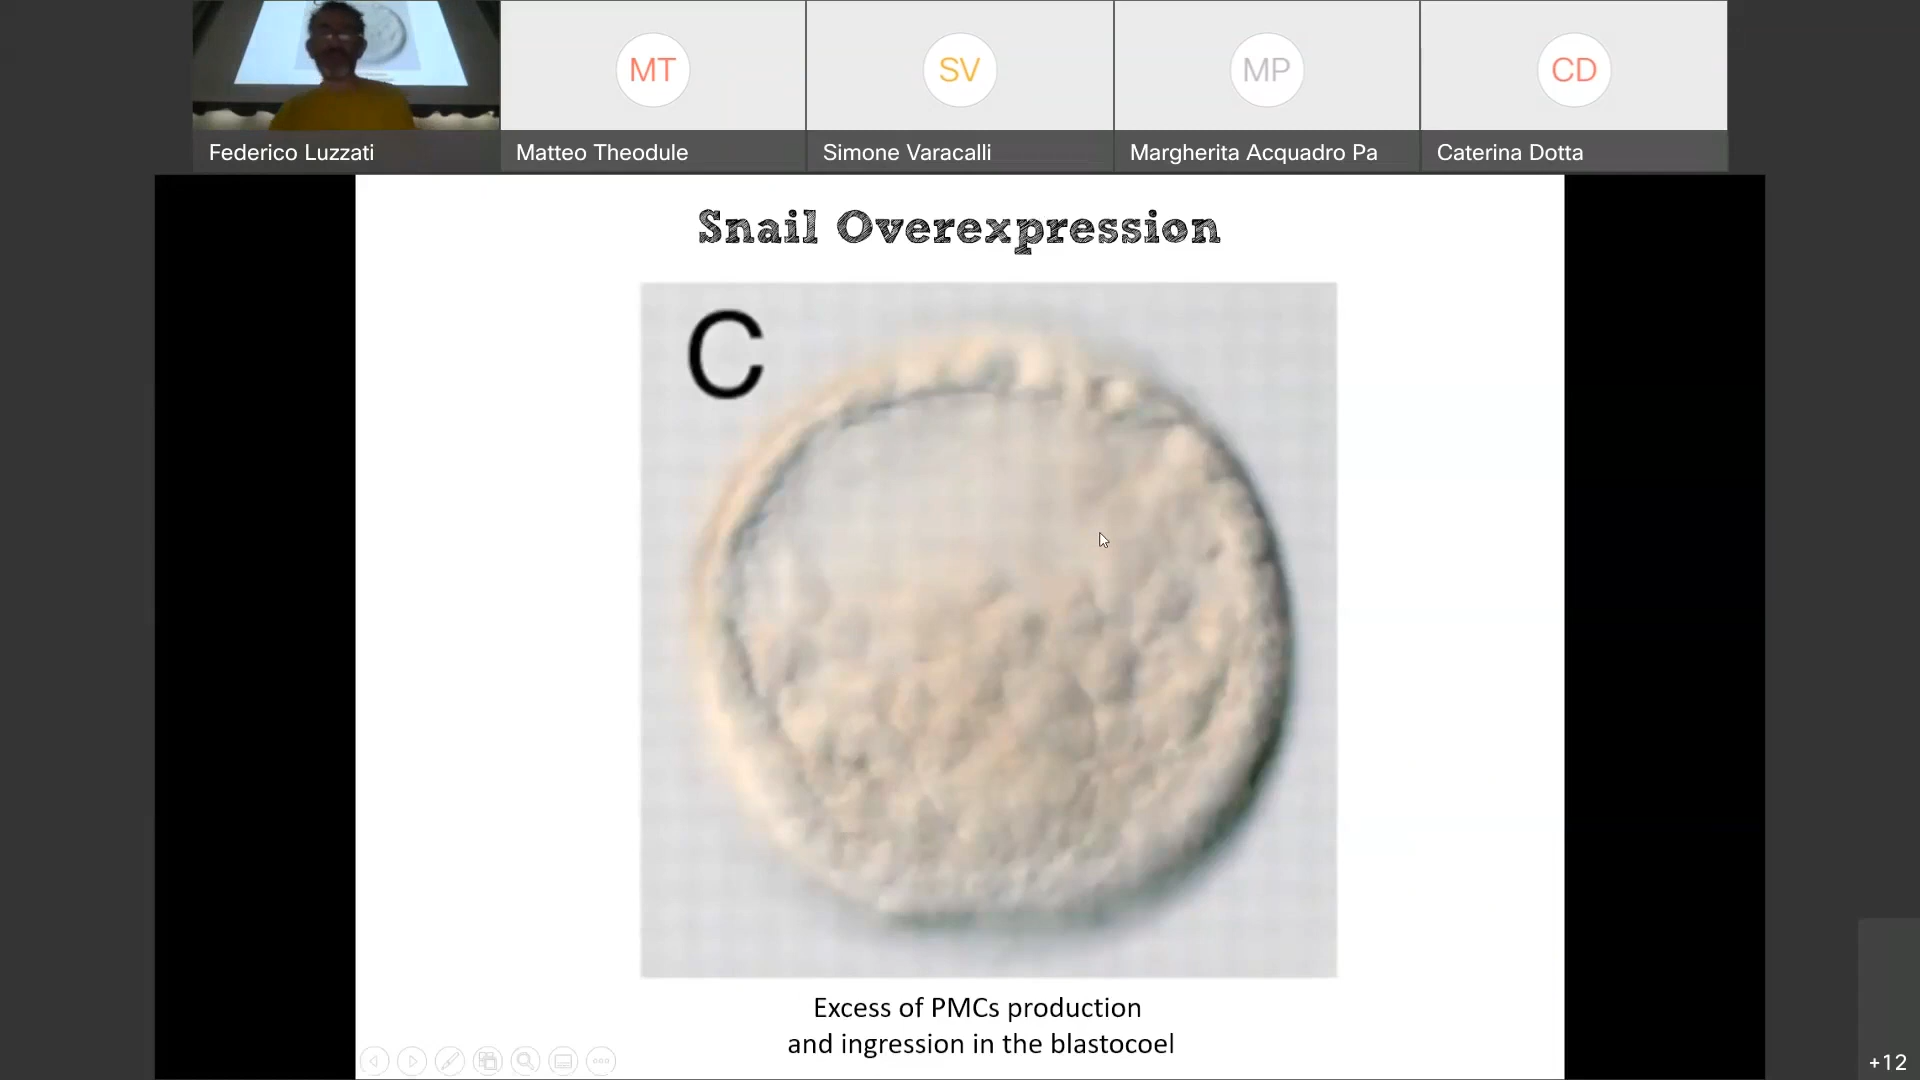 MT
SV
MP
CD
Federico Luzzati
Matteo Theodule
Simone Varacalli
Margherita Acquadro Pa
Caterina Dotta
Snail Overexpression
C
Excess of PMCs production
and ingression in the blastocoel
+12